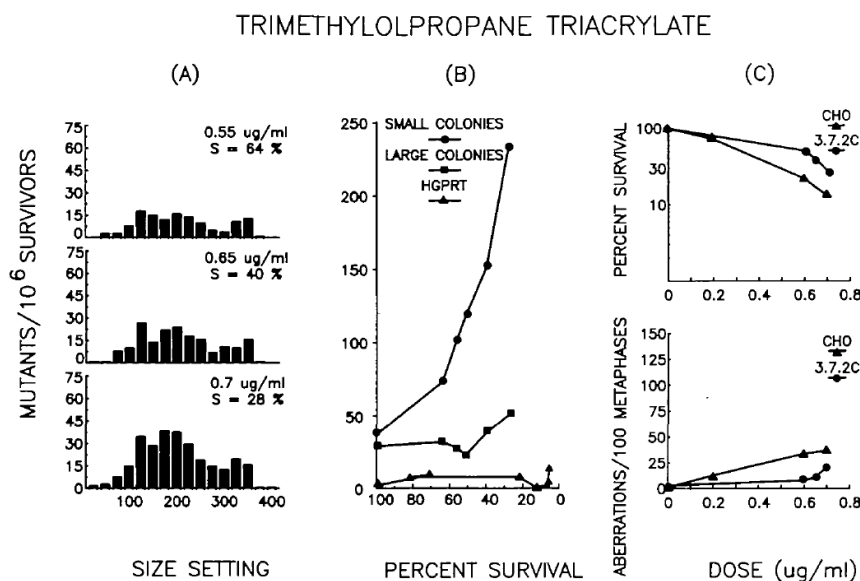 TRIMETHYLOLPROPANE TRIACRYLATE
(A)
MUTANTS/10^6 SURVIVORS
75
60
45
30
15
0
0.55 ug/ml
S = 64 %
75
60
45
30
15
0
0.65 ug/ml
S = 40 %
75
60
45
30
15
0
0.7 ug/ml
S = 28 %
100 200 300 400
SIZE SETTING
(B)
250
200
150
100
50
0
SMALL COLONIES
LARGE COLONIES
HGPRT
100 80 60 40 20 0
PERCENT SURVIVAL
(C)
PERCENT SURVIVAL
100
30
10
CHO
3.7.2C
0 0.2 0.4 0.6 0.8
ABERRATIONS/100 METAPHASES
150
125
100
75
50
25
0
CHO
3.7.2C
0 0.2 0.4 0.6 0.8
DOSE (ug/ml)